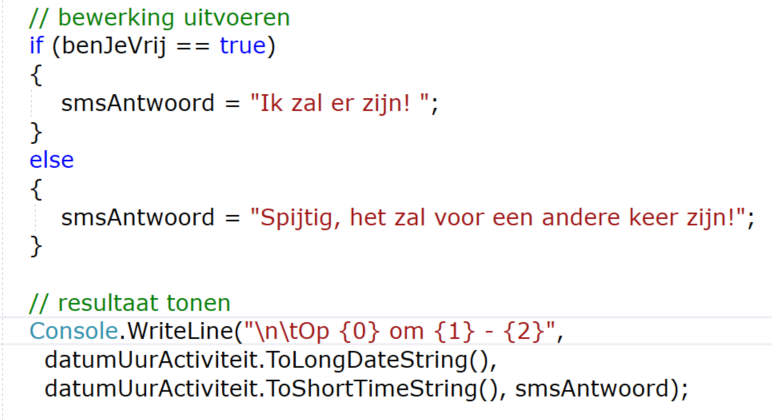 // bewerking uitvoeren
if (benJeVrij == true)
{
smsAntwoord = "Ik zal er zijn! ";
}
else
{
smsAntwoord = "Spijtig, het zal voor een andere keer zijn!";
}
// resultaat tonen
Console.WriteLine("\n\tOp {0} om {1} - {2}",
datumUurActiviteit.ToLongDateString(),
datumUurActiviteit.ToShortTimeString(), smsAntwoord);